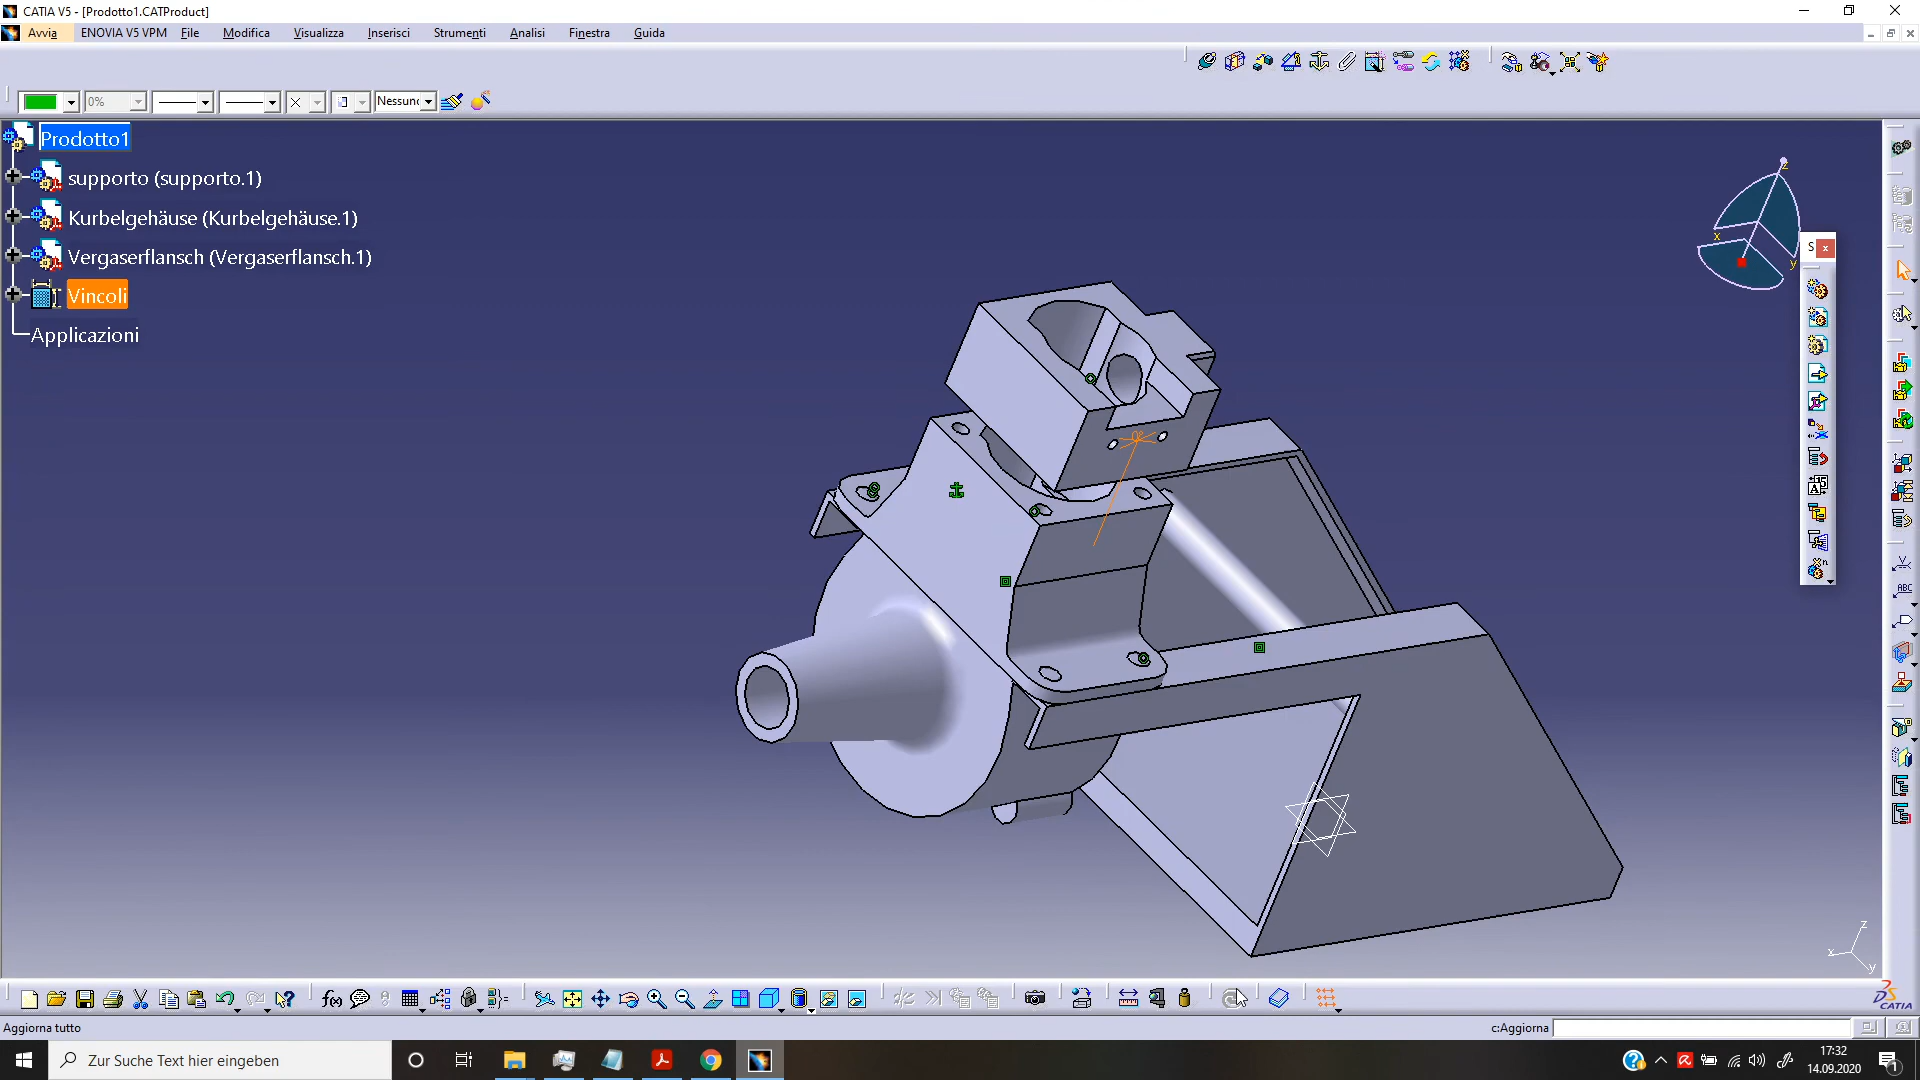 CATIA V5 - [Prodotto1.CATProduct]
Avvia ENOVIA V5 VPM File Modifica Visualizza Inserisci Strumenti Analisi Finestra Guida
0% Nessuno
Prodotto1
supporto (supporto.1)
Kurbelgehäuse (Kurbelgehäuse.1)
Vergaserflansch (Vergaserflansch.1)
Vincoli
Applicazioni
z
x
y
S x
z
x
y
f(x)
CATIA
Aggiorna tutto c:Aggiorna
Zur Suche Text hier eingeben
17:32
14.09.2020
1